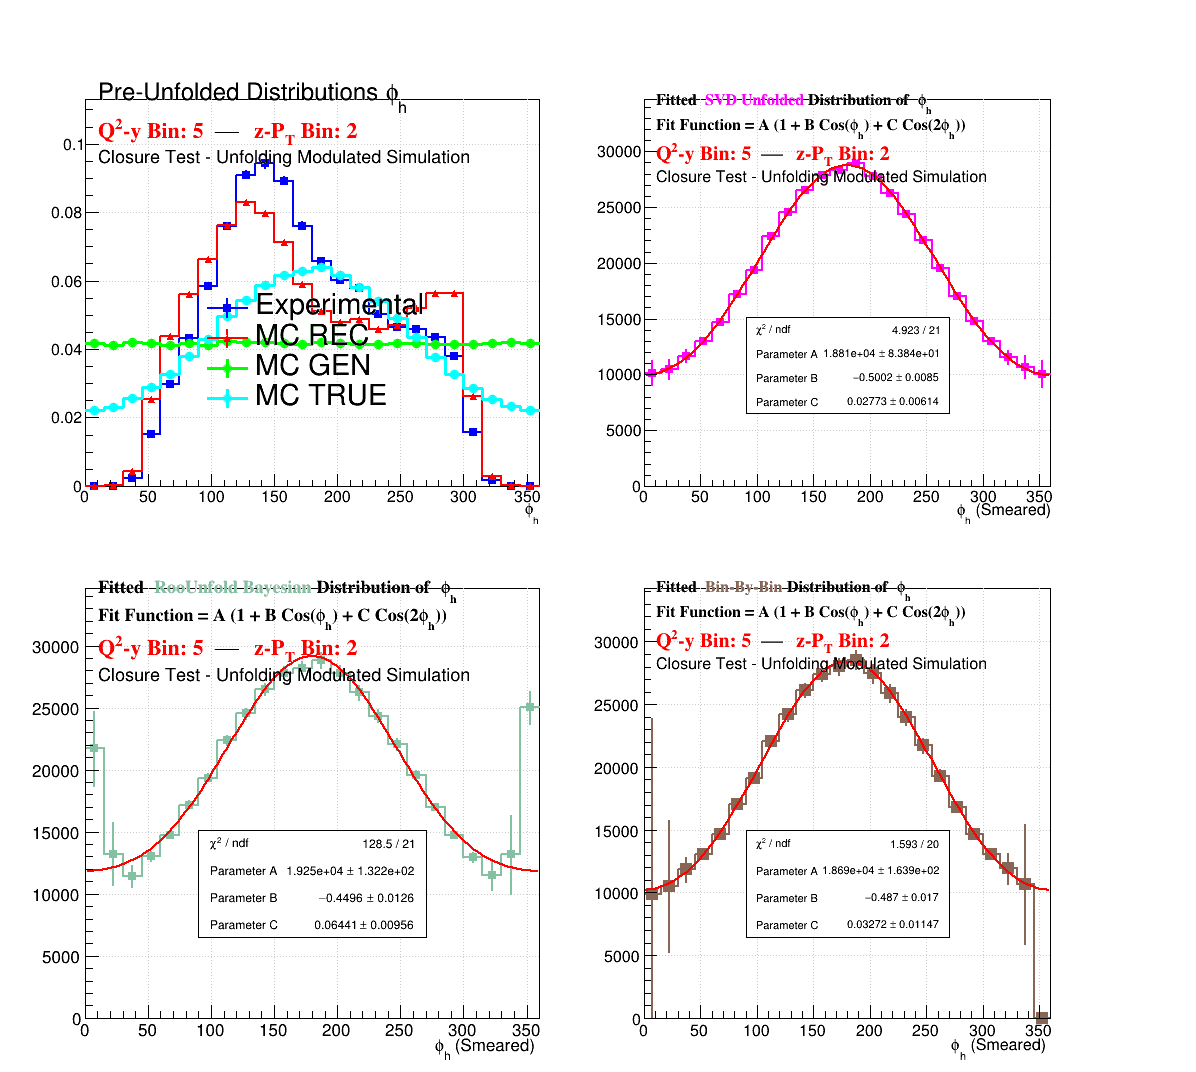 Pre-Unfolded Distributions ϕh
Q²-y Bin: 5 — z-PT Bin: 2
Closure Test - Unfolding Modulated Simulation
0.1
0.08
0.06
0.04
0.02
0
Experimental
MC REC
MC GEN
MC TRUE
50 100 150 200 250 300 350
ϕh
Fitted SVD Unfolded Distribution of ϕh
Fit Function = A (1 + B Cos(ϕh) + C Cos(2ϕh))
Q²-y Bin: 5 — z-PT Bin: 2
Closure Test - Unfolding Modulated Simulation
30000
25000
20000
15000
10000
5000
0
χ² / ndf 4.923 / 21
Parameter A 1.881e+04 ± 8.384e+01
Parameter B −0.5002 ± 0.0085
Parameter C 0.02773 ± 0.00614
0 50 100 150 200 250 300 350
ϕh (Smeared)
Fitted RooUnfold Bayesian Distribution of ϕh
Fit Function = A (1 + B Cos(ϕh) + C Cos(2ϕh))
Q²-y Bin: 5 — z-PT Bin: 2
Closure Test - Unfolding Modulated Simulation
30000
25000
20000
15000
10000
5000
0
χ² / ndf 128.5 / 21
Parameter A 1.925e+04 ± 1.322e+02
Parameter B −0.4496 ± 0.0126
Parameter C 0.06441 ± 0.00956
0 50 100 150 200 250 300 350
ϕh (Smeared)
Fitted Bin-By-Bin Distribution of ϕh
Fit Function = A (1 + B Cos(ϕh) + C Cos(2ϕh))
Q²-y Bin: 5 — z-PT Bin: 2
Closure Test - Unfolding Modulated Simulation
30000
25000
20000
15000
10000
5000
0
χ² / ndf 1.593 / 20
Parameter A 1.869e+04 ± 1.639e+02
Parameter B −0.487 ± 0.017
Parameter C 0.03272 ± 0.01147
0 50 100 150 200 250 300 350
ϕh (Smeared)